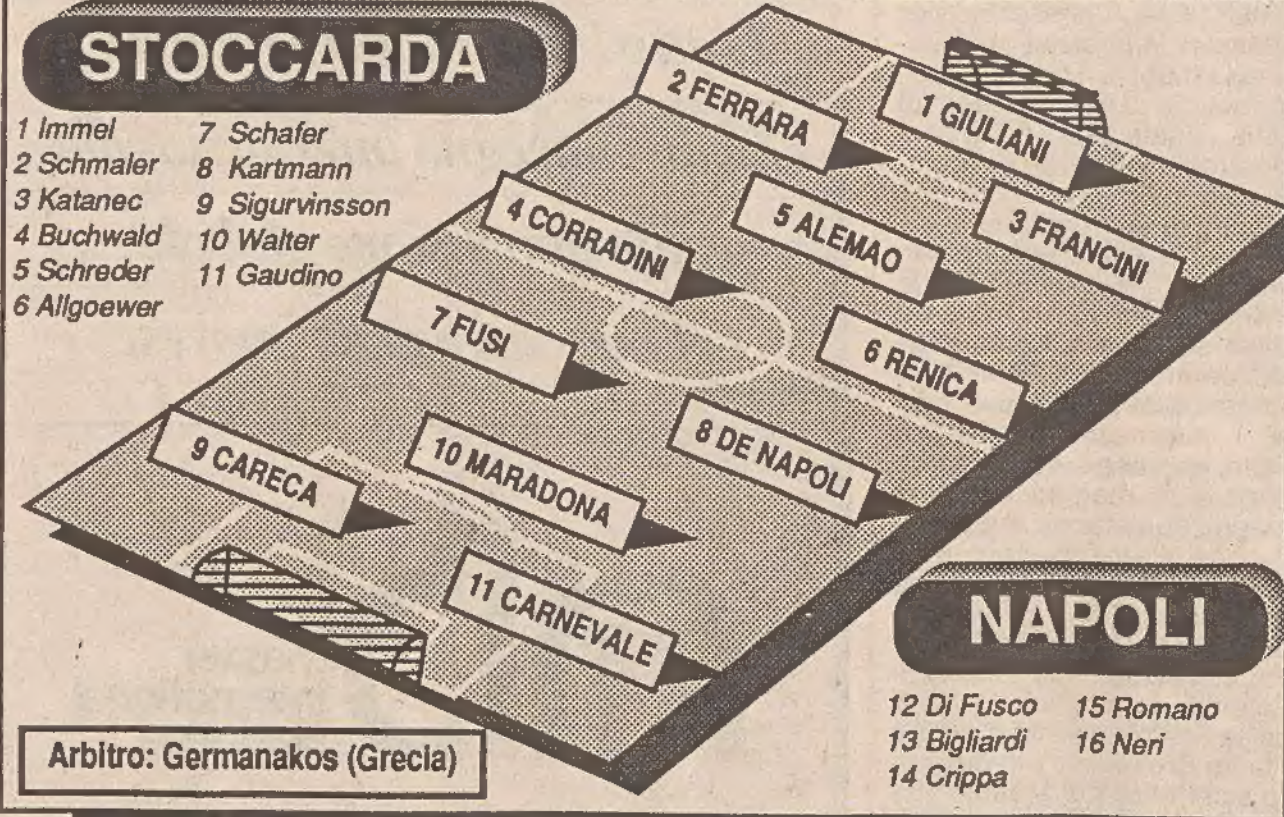 STOCCARDA
1 Immel
2 Schmaler
3 Katanec
4 Buchwald
5 Schreder
6 Allgoewer
7 Schafer
8 Kartmann
9 Sigurvinsson
10 Walter
11 Gaudino
1 GIULIANI
2 FERRARA
3 FRANCINI
5 ALEMAO
4 CORRADINI
6 RENICA
7 FUSI
8 DE NAPOLI
10 MARADONA
9 CARECA
11 CARNEVALE
NAPOLI
12 Di Fusco
13 Bigliardi
14 Crippa
15 Romano
16 Neri
Arbitro: Germanakos (Grecia)